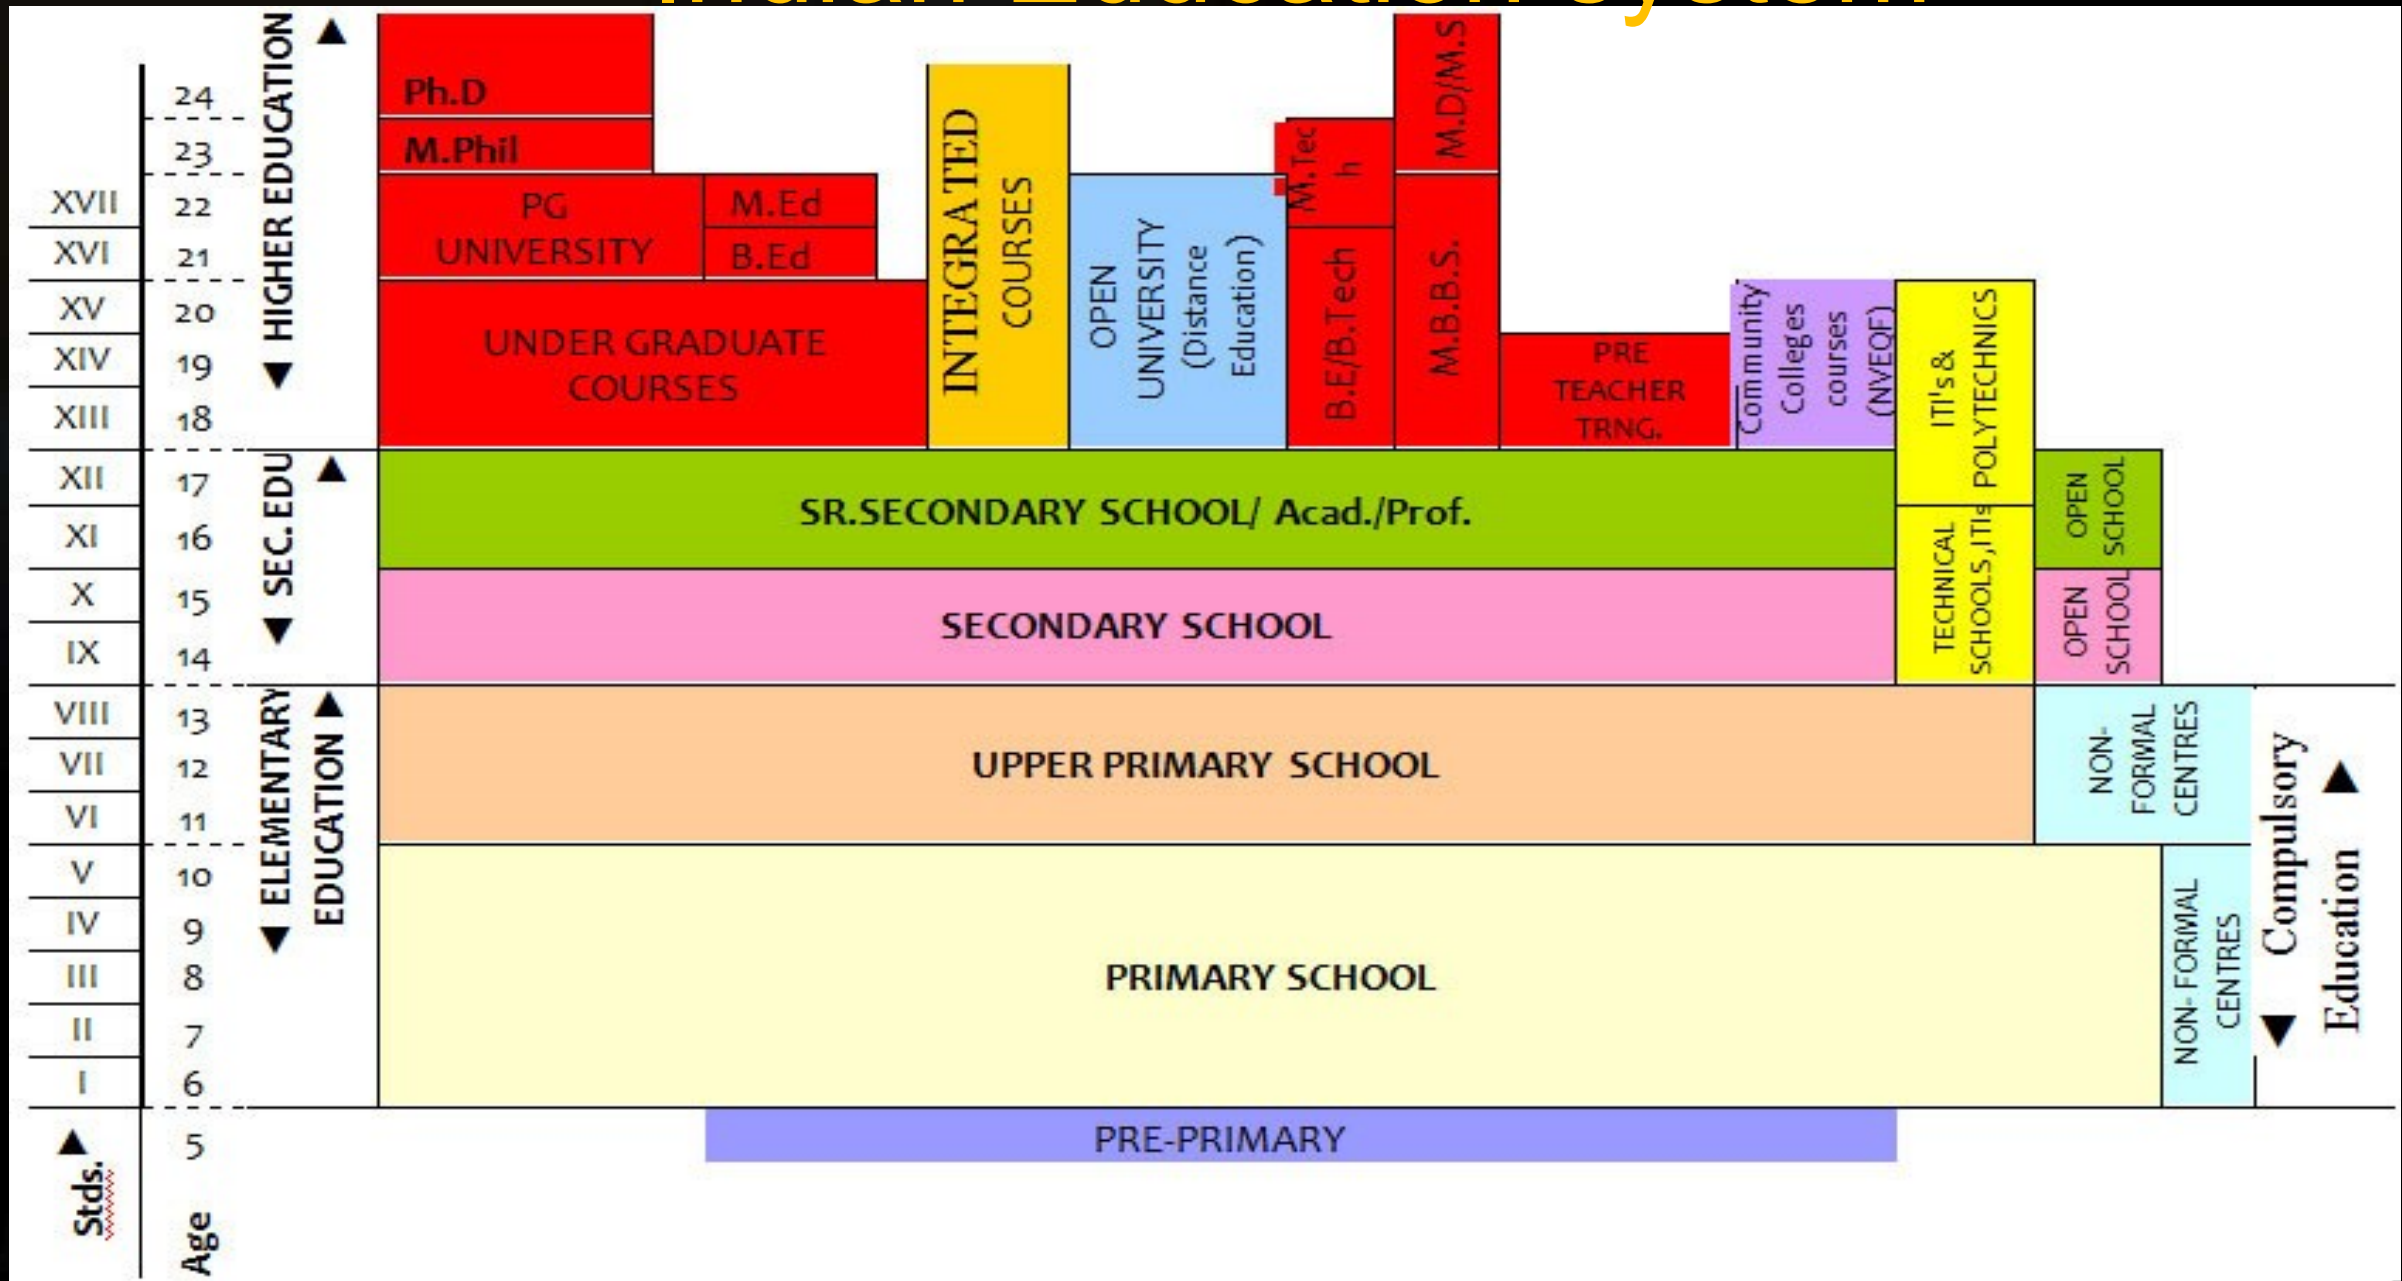 Indian Education System
XVII
XVI
XV
XIV
XIII
XII
XI
X
IX
VIII
VII
VI
V
IV
III
II
I
Stds.
24
23
22
21
20
19
18
17
16
15
14
13
12
11
10
9
8
7
6
5
Age
HIGHER EDUCATION
SEC.EDU
ELEMENTARY
EDUCATION
Ph.D
M.Phil
PG
UNIVERSITY
M.Ed
B.Ed
UNDER GRADUATE
COURSES
INTEGRATED
COURSES
OPEN
UNIVERSITY
(Distance
Education)
M.Tec
h
B.E/B.Tech
M.D/M.S
M.B.B.S.
PRE
TEACHER
TRNG.
Community
Colleges
courses
(NVEQF)
ITI's &
POLYTECHNICS
SR.SECONDARY SCHOOL/ Acad./Prof.
TECHNICAL
SCHOOLS,ITIs
OPEN
SCHOOL
SECONDARY SCHOOL
OPEN
SCHOOL
UPPER PRIMARY SCHOOL
NON-
FORMAL
CENTRES
PRIMARY SCHOOL
NON- FORMAL
CENTRES
Compulsory
Education
PRE-PRIMARY